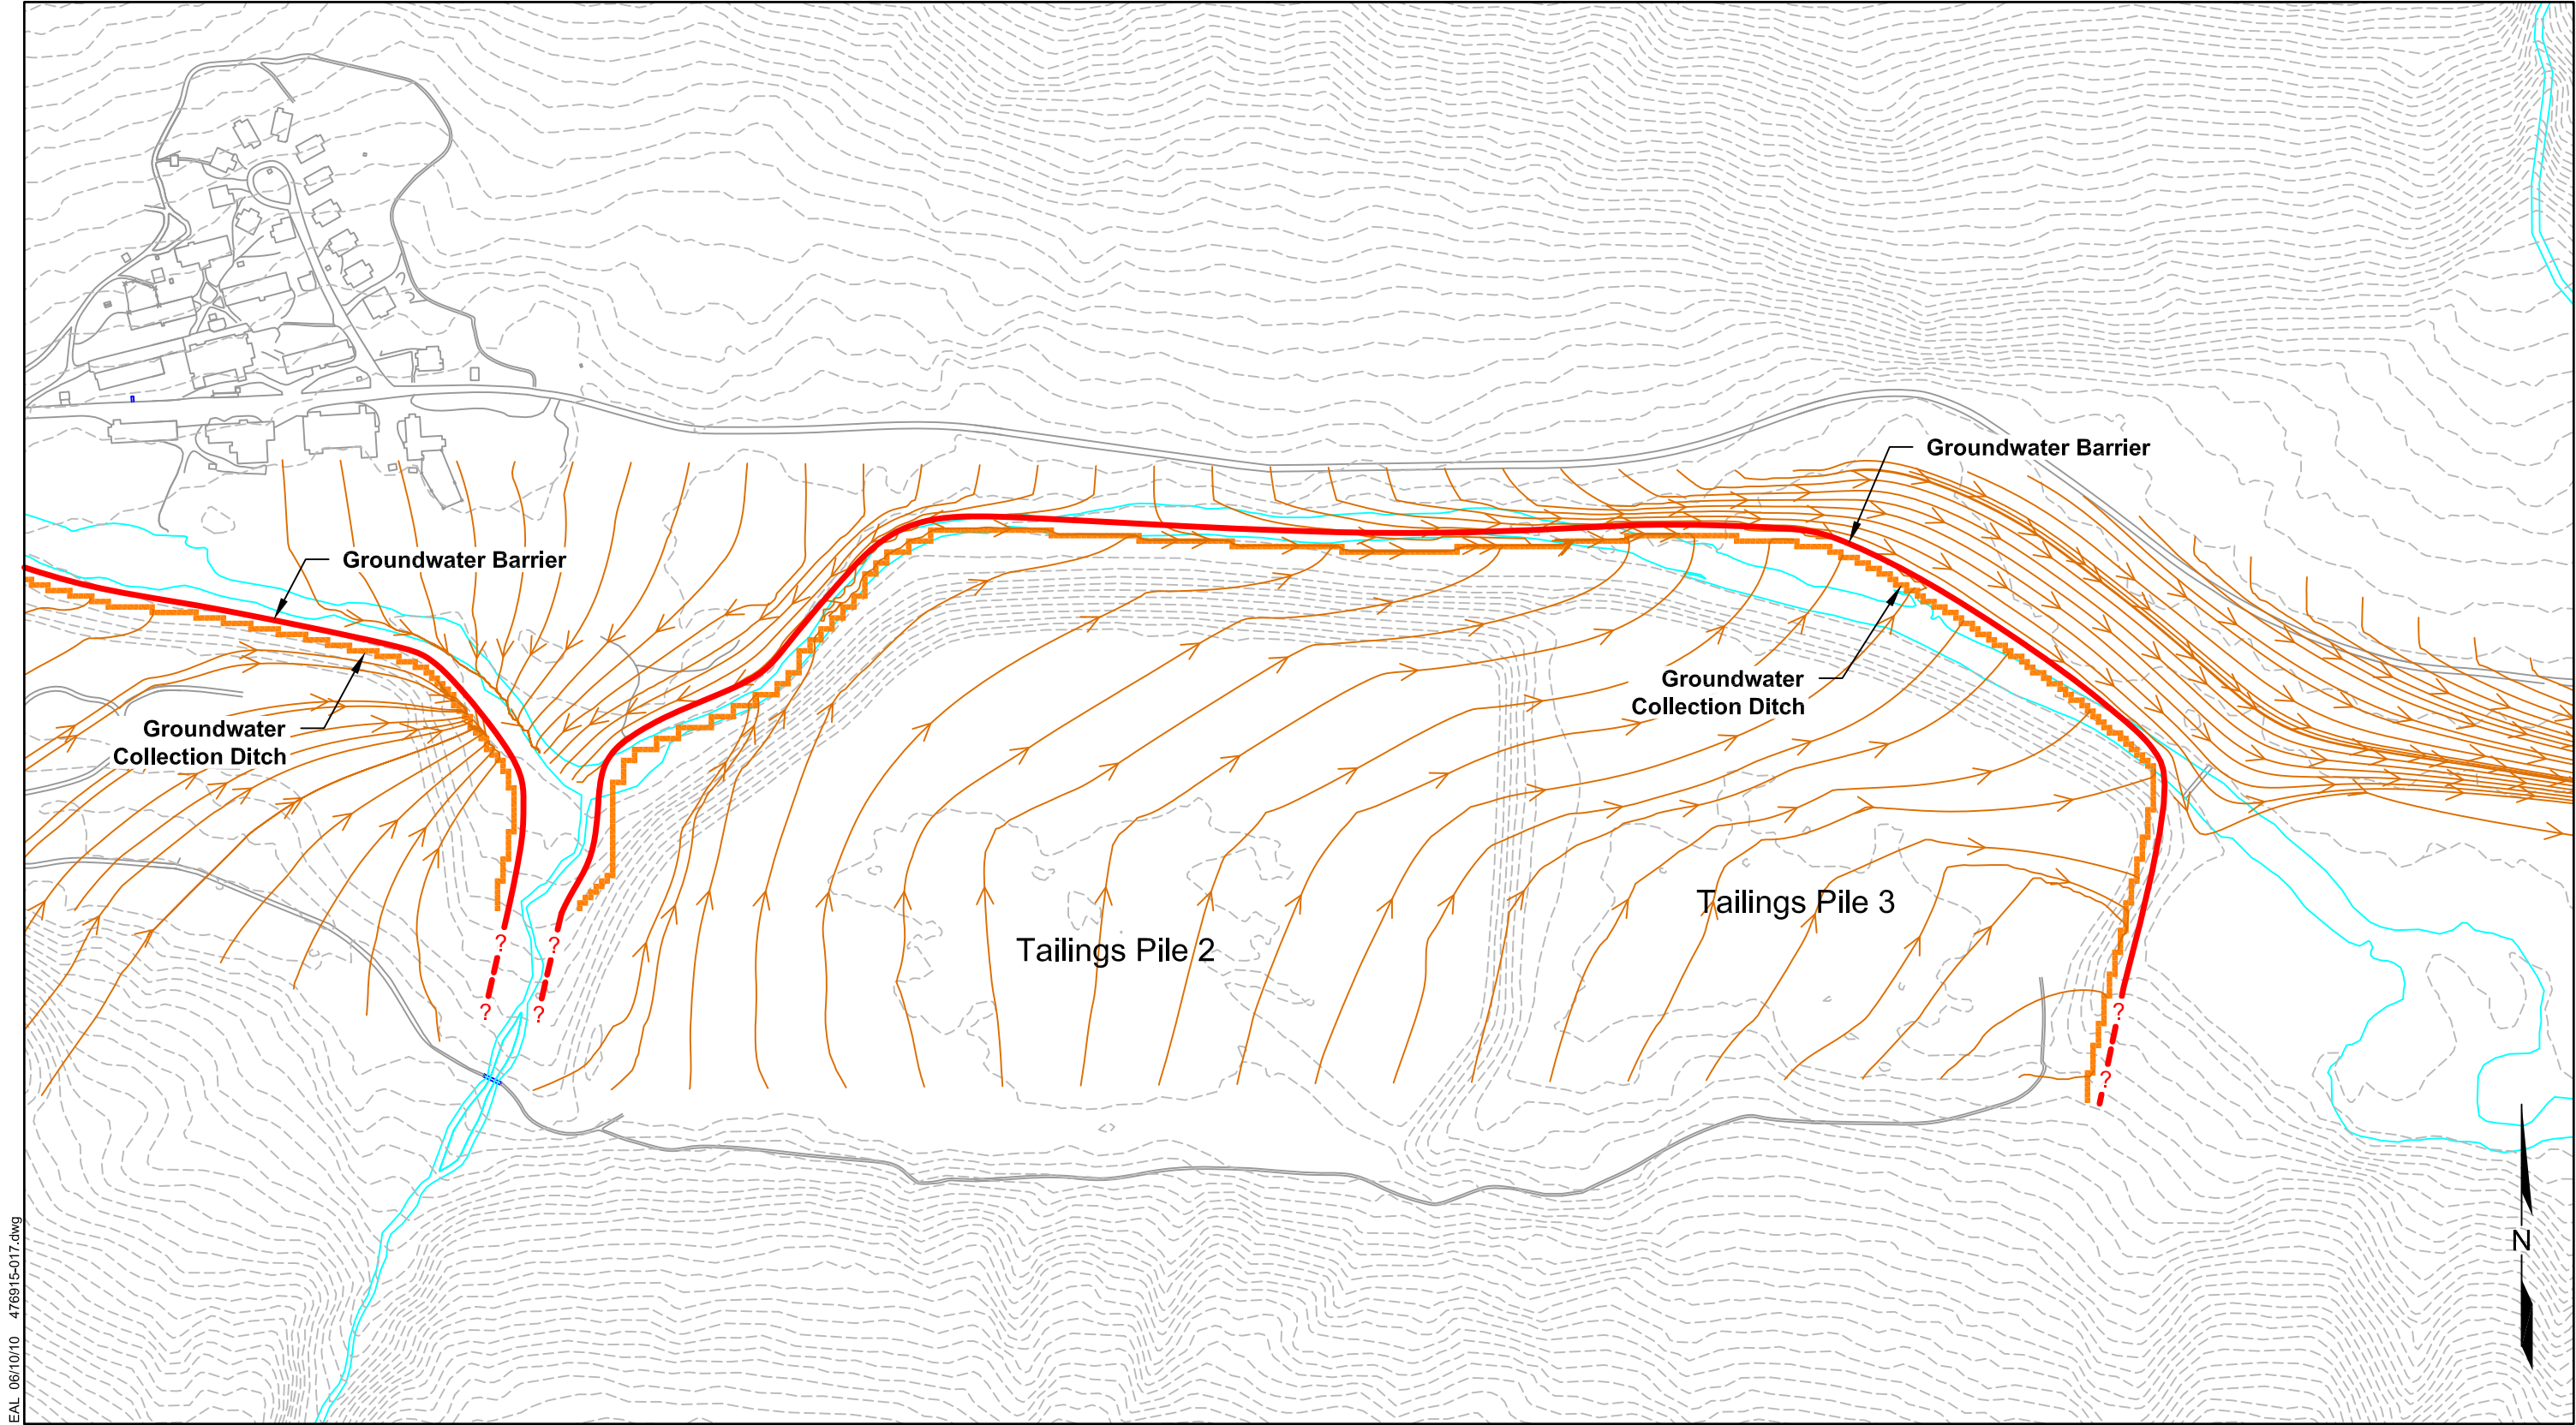 Groundwater Barrier
Groundwater Barrier
Groundwater
Collection Ditch
Groundwater
Collection Ditch
Tailings Pile 3
Tailings Pile 2
?
?
?
?
?
?
N
EAL 06/10/10 476915-017.dwg